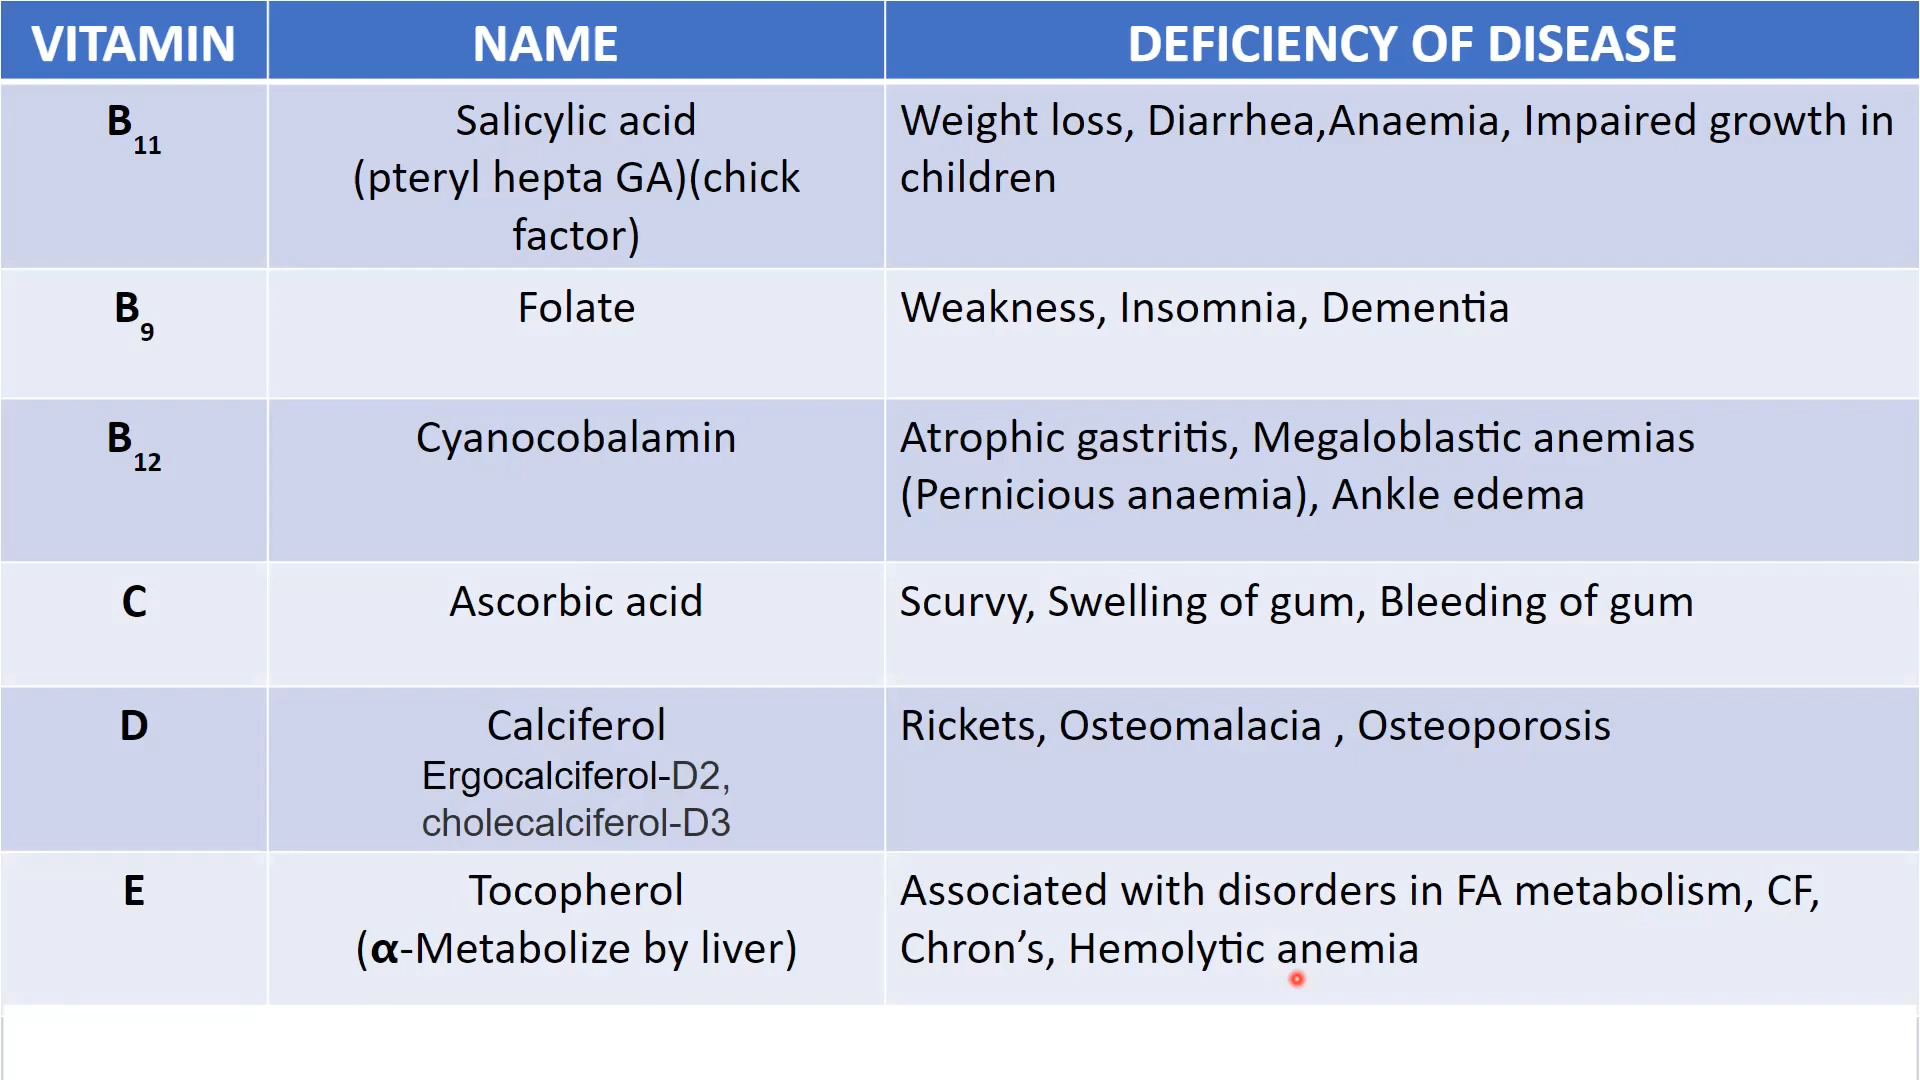 VITAMIN NAME DEFICIENCY OF DISEASE
B11 Salicylic acid Weight loss, Diarrhea,Anaemia, Impaired growth in
(pteryl hepta GA)(chick children
factor)
B9 Folate Weakness, Insomnia, Dementia
B12 Cyanocobalamin Atrophic gastritis, Megaloblastic anemias
(Pernicious anaemia), Ankle edema
C Ascorbic acid Scurvy, Swelling of gum, Bleeding of gum
D Calciferol Rickets, Osteomalacia , Osteoporosis
Ergocalciferol-D2,
cholecalciferol-D3
E Tocopherol Associated with disorders in FA metabolism, CF,
(α-Metabolize by liver) Chron’s, Hemolytic anemia